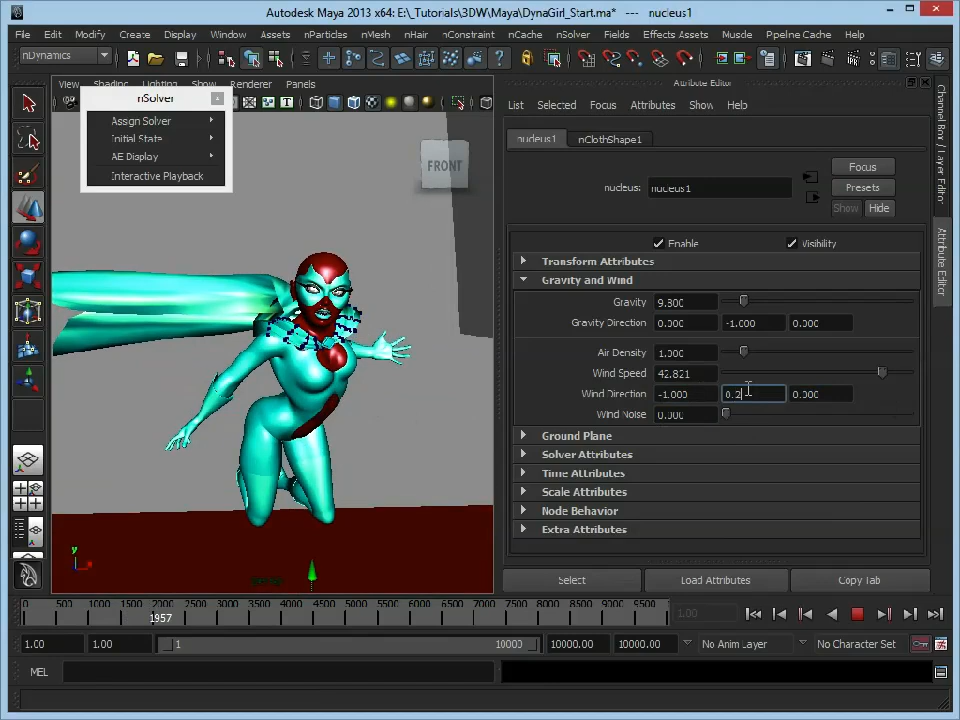 Autodesk Maya 2013 x64: E:\_Tutorials\3DW\Maya\DynaGirl_Start.ma* --- nucleus1
File Edit Modify Create Display Window Assets nParticles nMesh nHair nConstraint nCache nSolver Fields Effects Assets Muscle Pipeline Cache Help
nDynamics
View Shading Lighting Show Renderer Panels
nSolver
Assign Solver
Initial State
AE Display
Interactive Playback
FRONT
persp
y
x
Attribute Editor
List Selected Focus Attributes Show Help
nucleus1 nClothShape1
Focus
nucleus: nucleus1 Presets
Show Hide
Enable Visibility
Transform Attributes
Gravity and Wind
Gravity 9.800
Gravity Direction 0.000 -1.000 0.000
Air Density 1.000
Wind Speed 42.821
Wind Direction -1.000 0.2 0.000
Wind Noise 0.000
Ground Plane
Solver Attributes
Time Attributes
Scale Attributes
Node Behavior
Extra Attributes
Select Load Attributes Copy Tab
Channel Box / Layer Editor
Attribute Editor
0 500 1000 1500 2000 2500 3000 3500 4000 4500 5000 5500 6000 6500 7000 7500 8000 8500 9000 9500
1957
1.00
1.00 1.00 1 10000 10000.00 10000.00 No Anim Layer No Character Set
MEL